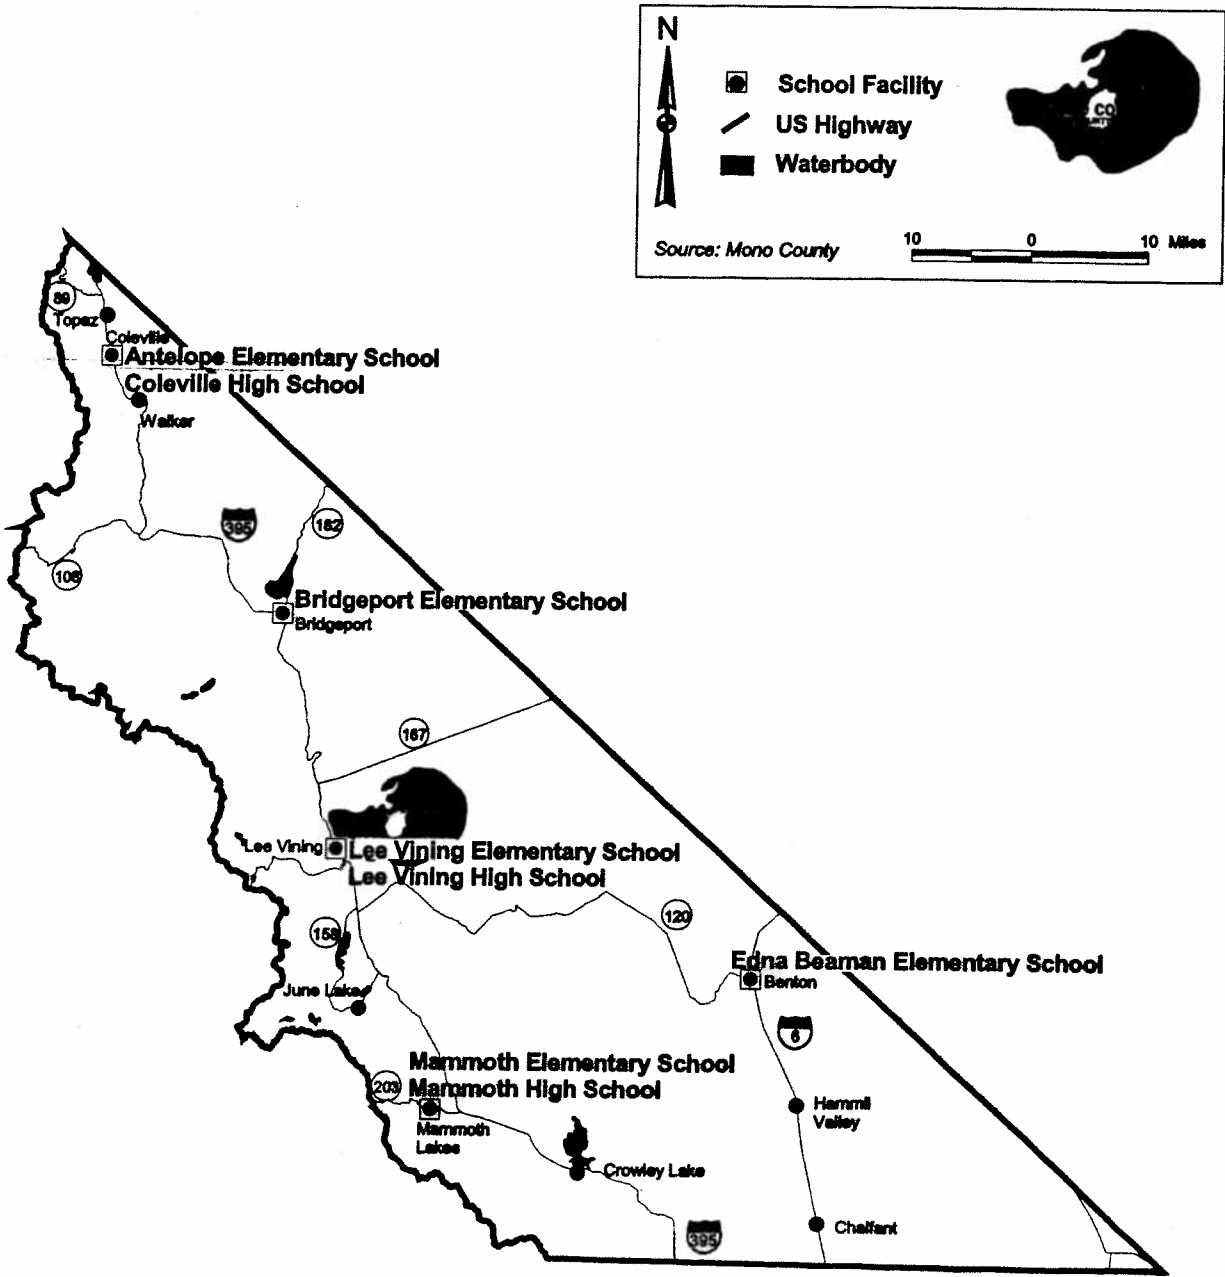 N
School Facility
US Highway
Waterbody
CO
Source: Mono County
10 0 10 Miles
89
Topaz
Coleville
Antelope Elementary School
Coleville High School
Walker
395
182
108
Bridgeport Elementary School
Bridgeport
167
Lee Vining
Lee Vining Elementary School
Lee Vining High School
120
158
Edna Beaman Elementary School
Benton
June Lake
6
Mammoth Elementary School
Mammoth High School
203
Mammoth
Lakes
Hammil
Valley
Crowley Lake
Chalfant
395